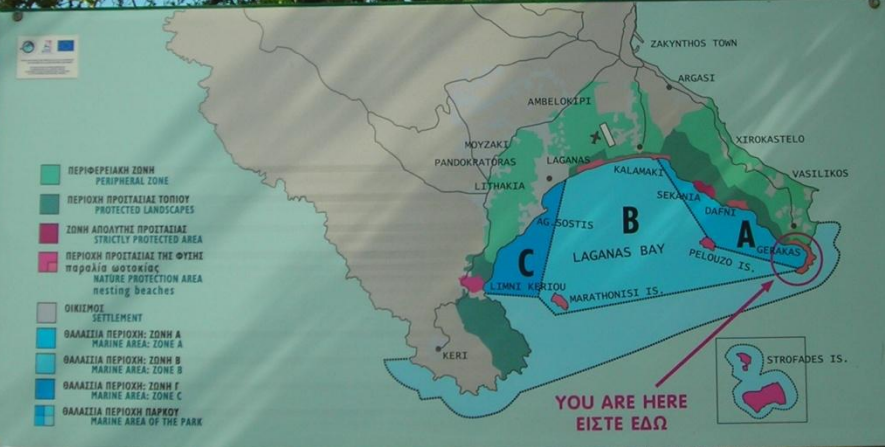 ZAKYNTHOS TOWN
ARGASI
AMBELOKIPI
XIROKASTELO
ΜΟΥΖΑΚΙ
PANDOKRATORAS
LAGANAS
KALAMAKI
VASILIKOS
LITHAKIA
SEKANIA
DAFNI
AG.SOSTIS
B
A
LAGANAS BAY
GERAKAS
PELOUZO IS.
C
LIMNI KERIOU
MARATHONISI IS.
KERI
STROFADES IS.
YOU ARE HERE
ΕΙΣΤΕ ΕΔΩ
ΠΕΡΙΦΕΡΕΙΑΚΗ ΖΩΝΗ
PERIPHERAL ZONE
ΠΕΡΙΟΧΗ ΠΡΟΣΤΑΣΙΑΣ ΤΟΠΙΟΥ
PROTECTED LANDSCAPES
ΖΩΝΗ ΑΠΟΛΥΤΗΣ ΠΡΟΣΤΑΣΙΑΣ
STRICTLY PROTECTED AREA
ΠΕΡΙΟΧΗ ΠΡΟΣΤΑΣΙΑΣ ΤΗΣ ΦΥΣΗΣ
παραλία ωοτοκίας
NATURE PROTECTION AREA
nesting beaches
ΟΙΚΙΣΜΟΣ
SETTLEMENT
ΘΑΛΑΣΣΙΑ ΠΕΡΙΟΧΗ: ΖΩΝΗ Α
MARINE AREA: ZONE A
ΘΑΛΑΣΣΙΑ ΠΕΡΙΟΧΗ: ΖΩΝΗ Β
MARINE AREA: ZONE B
ΘΑΛΑΣΣΙΑ ΠΕΡΙΟΧΗ: ΖΩΝΗ Γ
MARINE AREA: ZONE C
ΘΑΛΑΣΣΙΑ ΠΕΡΙΟΧΗ ΠΑΡΚΟΥ
MARINE AREA OF THE PARK